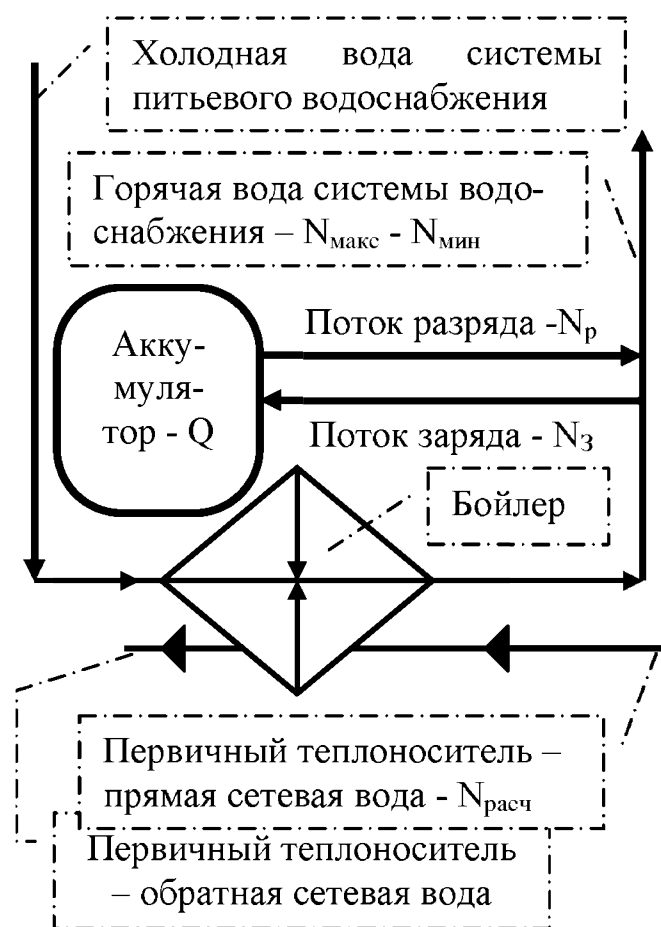 Холодная вода системы
питьевого водоснабжения
Горячая вода системы водо-
снабжения – Nмакс - Nмин
Поток разряда -Nр
Акку-
муля-
тор - Q
Поток заряда - NЗ
Бойлер
Первичный теплоноситель –
прямая сетевая вода - Nрасч
Первичный теплоноситель
– обратная сетевая вода